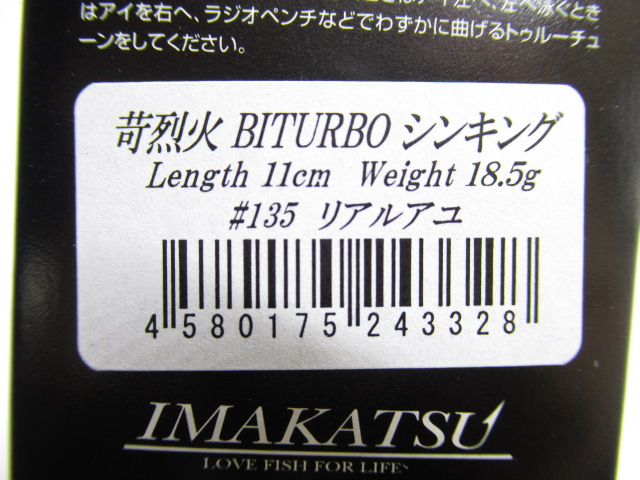 はアイを右へ、ラジオペンチなどでわずかに曲げるトゥルーチュ
ーンをしてください。
苛烈火 BITURBO シンキング
Length 11cm Weight 18.5g
#135 リアルアユ
4 580175 243328
IMAKATSU
LOVE FISH FOR LIFE